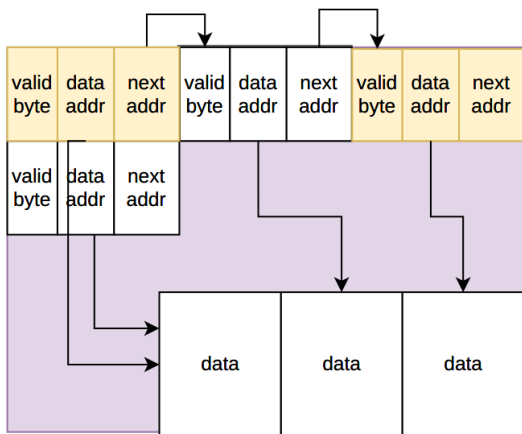 valid data next valid data next valid data next
byte addr addr byte addr addr byte addr addr
valid data next
byte addr addr
data data data